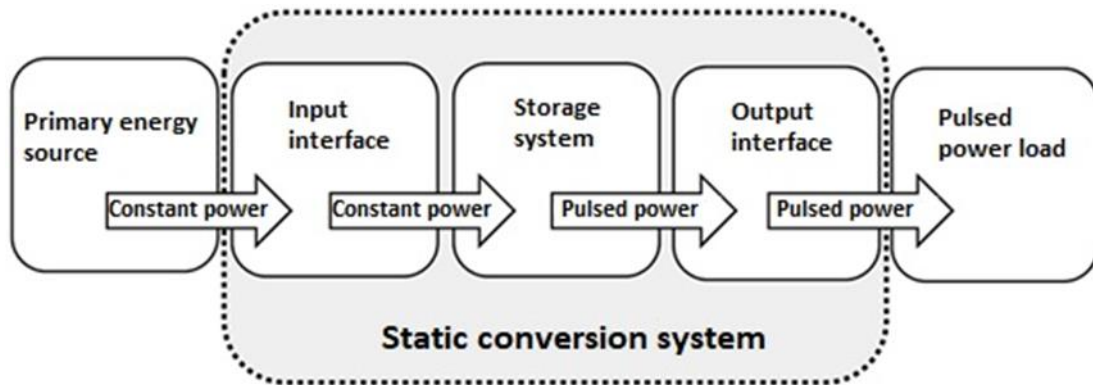 Primary energy
source
Input
interface
Storage
system
Output
interface
Pulsed
power load
Constant power
Constant power
Pulsed power
Pulsed power
Static conversion system